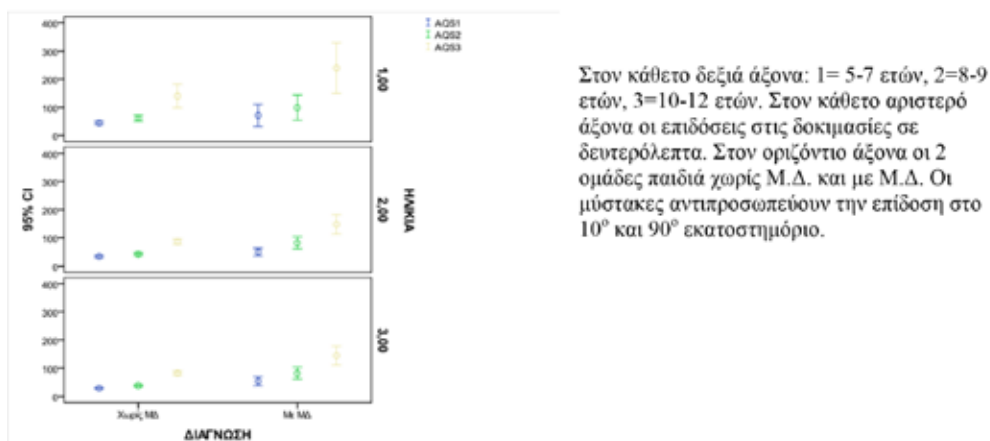 AQS1
AQS2
AQS3
400
300
200
100
0
1,00
400
300
200
100
0
2,00
400
300
200
100
0
3,00
95% CI
ΗΛΙΚΙΑ
Χωρίς ΜΔ
Με ΜΔ
ΔΙΑΓΝΩΣΗ
Στον κάθετο δεξιά άξονα: 1= 5-7 ετών, 2=8-9
ετών, 3=10-12 ετών. Στον κάθετο αριστερό
άξονα οι επιδόσεις στις δοκιμασίες σε
δευτερόλεπτα. Στον οριζόντιο άξονα οι 2
ομάδες παιδιά χωρίς Μ.Δ. και με Μ.Δ. Οι
μύστακες αντιπροσωπεύουν την επίδοση στο
10° και 90° εκατοστημόριο.